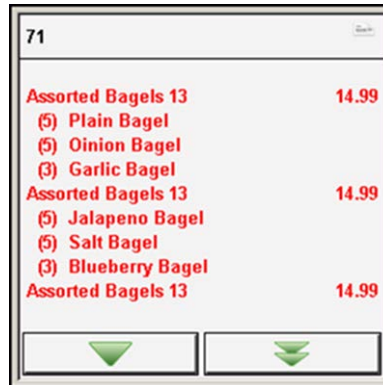 71
Assorted Bagels 13 14.99
(5) Plain Bagel
(5) Oinion Bagel
(3) Garlic Bagel
Assorted Bagels 13 14.99
(5) Jalapeno Bagel
(5) Salt Bagel
(3) Blueberry Bagel
Assorted Bagels 13 14.99